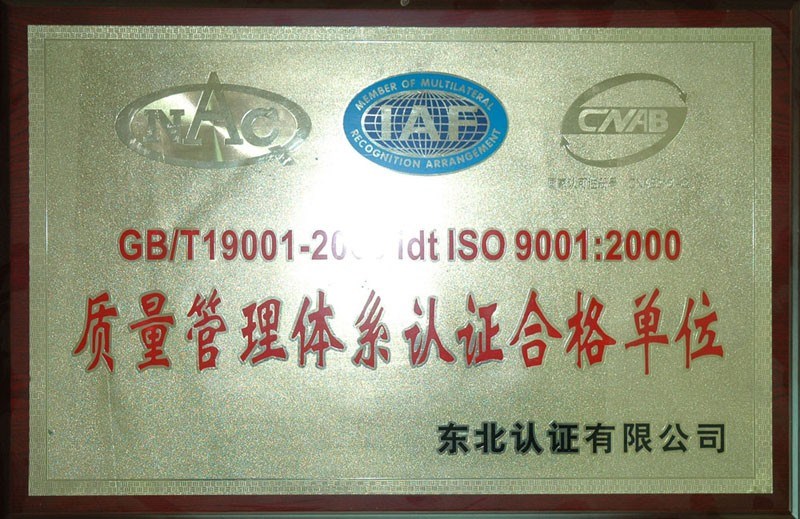 NAC
MEMBER OF MULTILATERAL
IAF
RECOGNITION ARRANGEMENT
CNAB
GB/T19001-20 idt ISO 9001:2000
质量管理体系认证合格单位
东北认证有限公司